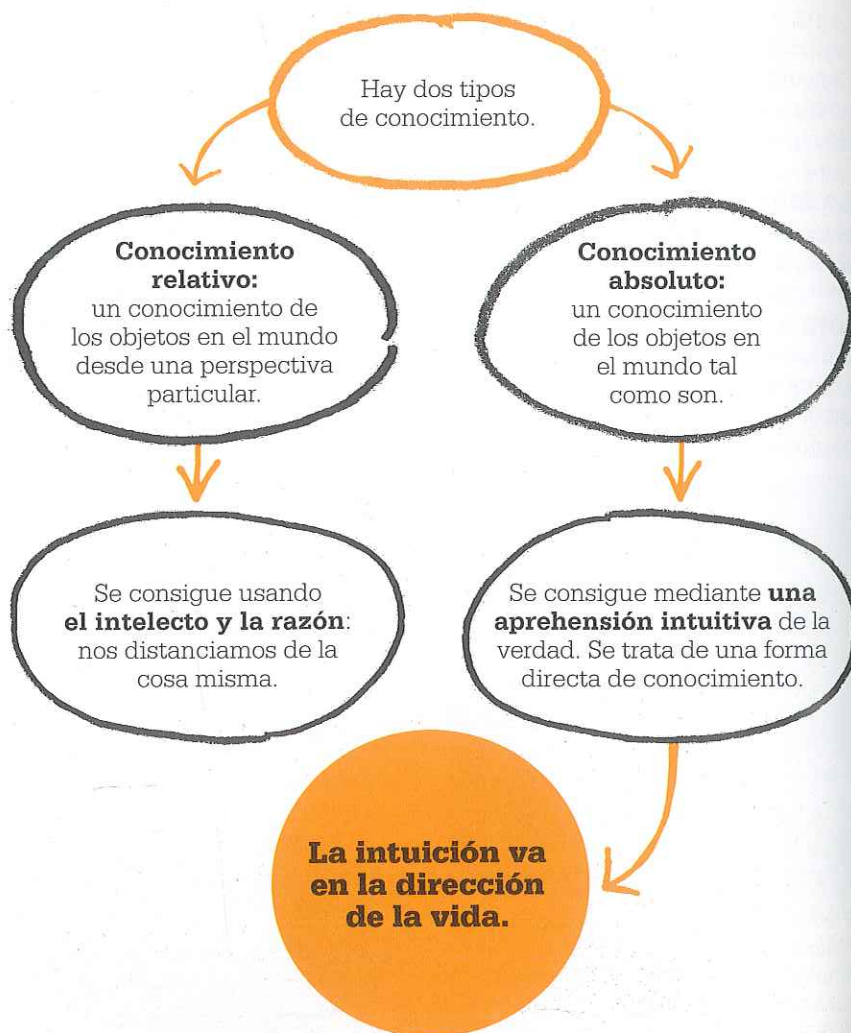 Hay dos tipos
de conocimiento.
Conocimiento
relativo:
un conocimiento de
los objetos en el mundo
desde una perspectiva
particular.
Conocimiento
absoluto:
un conocimiento
de los objetos en
el mundo tal
como son.
Se consigue usando
el intelecto y la razón:
nos distanciamos de la
cosa misma.
Se consigue mediante una
aprehensión intuitiva de la
verdad. Se trata de una forma
directa de conocimiento.
La intuición va
en la dirección
de la vida.